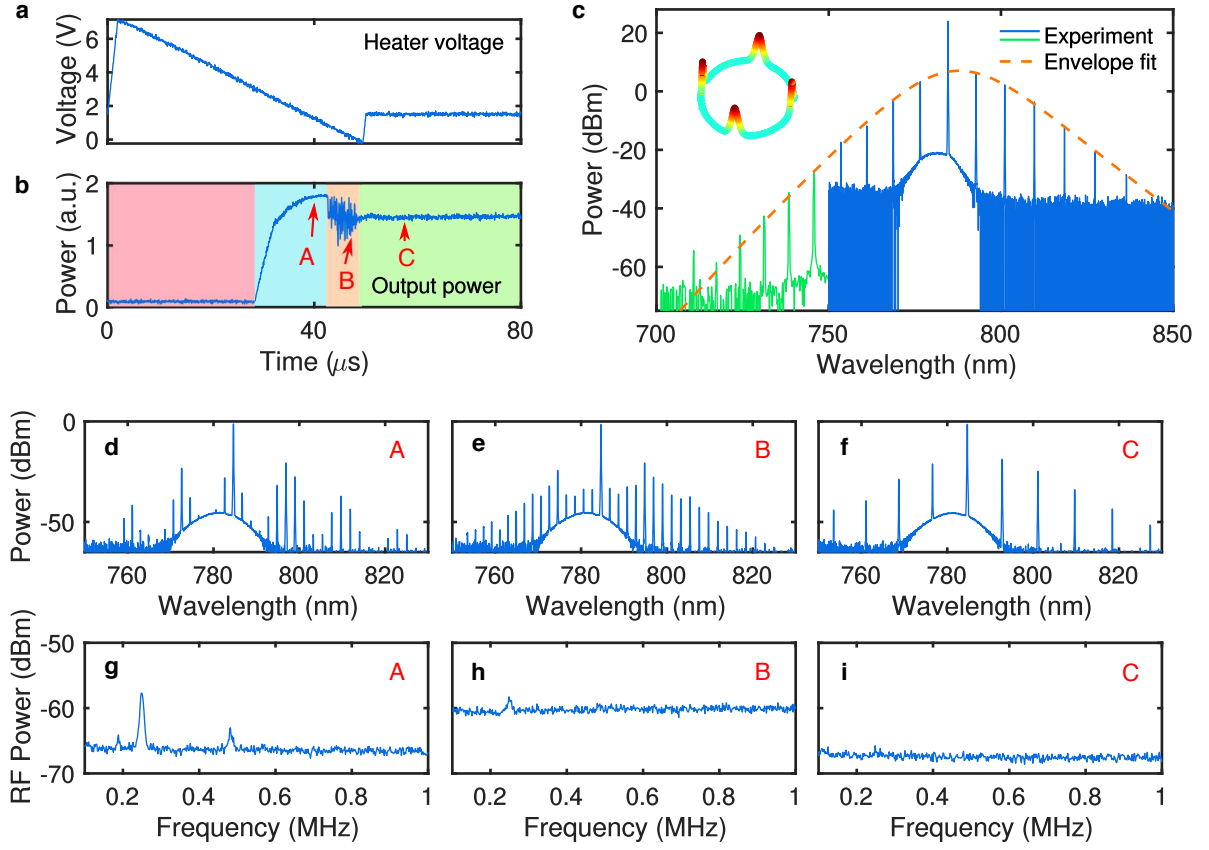 a
6
4
2
0
Voltage (V)
Heater voltage
b
2
1
0
Power (a.u.)
A
B
C
Output power
0
40
80
Time (μs)
c
20
0
-20
-40
-60
Power (dBm)
Experiment
Envelope fit
700
750
800
850
Wavelength (nm)
0
-50
Power (dBm)
d
A
760
780
800
820
Wavelength (nm)
e
B
760
780
800
820
Wavelength (nm)
f
C
760
780
800
820
Wavelength (nm)
-50
-60
-70
RF Power (dBm)
g
A
0.2
0.4
0.6
0.8
1
Frequency (MHz)
h
B
0.2
0.4
0.6
0.8
1
Frequency (MHz)
i
C
0.2
0.4
0.6
0.8
1
Frequency (MHz)